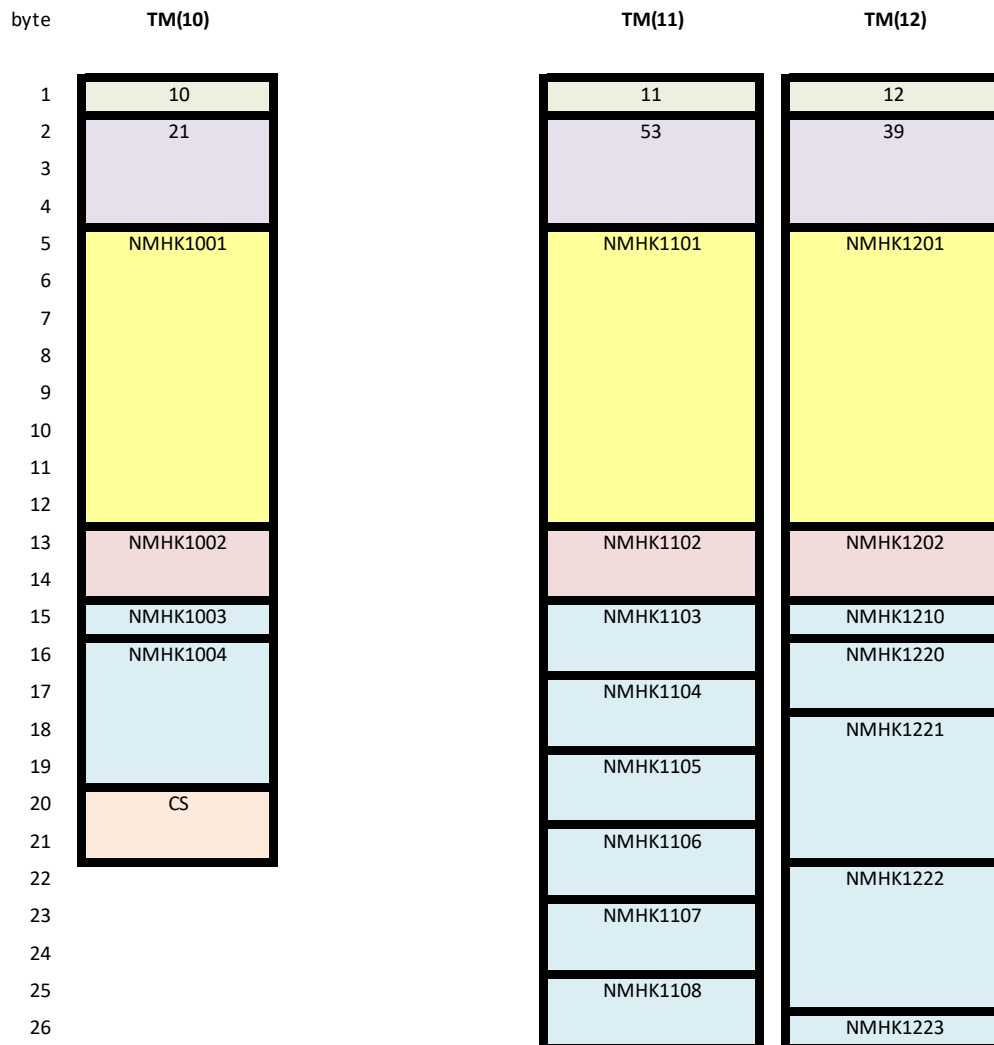 byte TM(10) TM(11) TM(12)
1 10 11 12
2 21 53 39
3
4
5 NMHK1001 NMHK1101 NMHK1201
6
7
8
9
10
11
12
13 NMHK1002 NMHK1102 NMHK1202
14
15 NMHK1003 NMHK1103 NMHK1210
16 NMHK1004 NMHK1220
17 NMHK1104
18 NMHK1221
19 NMHK1105
20 CS
21 NMHK1106
22 NMHK1222
23 NMHK1107
24
25 NMHK1108
26 NMHK1223